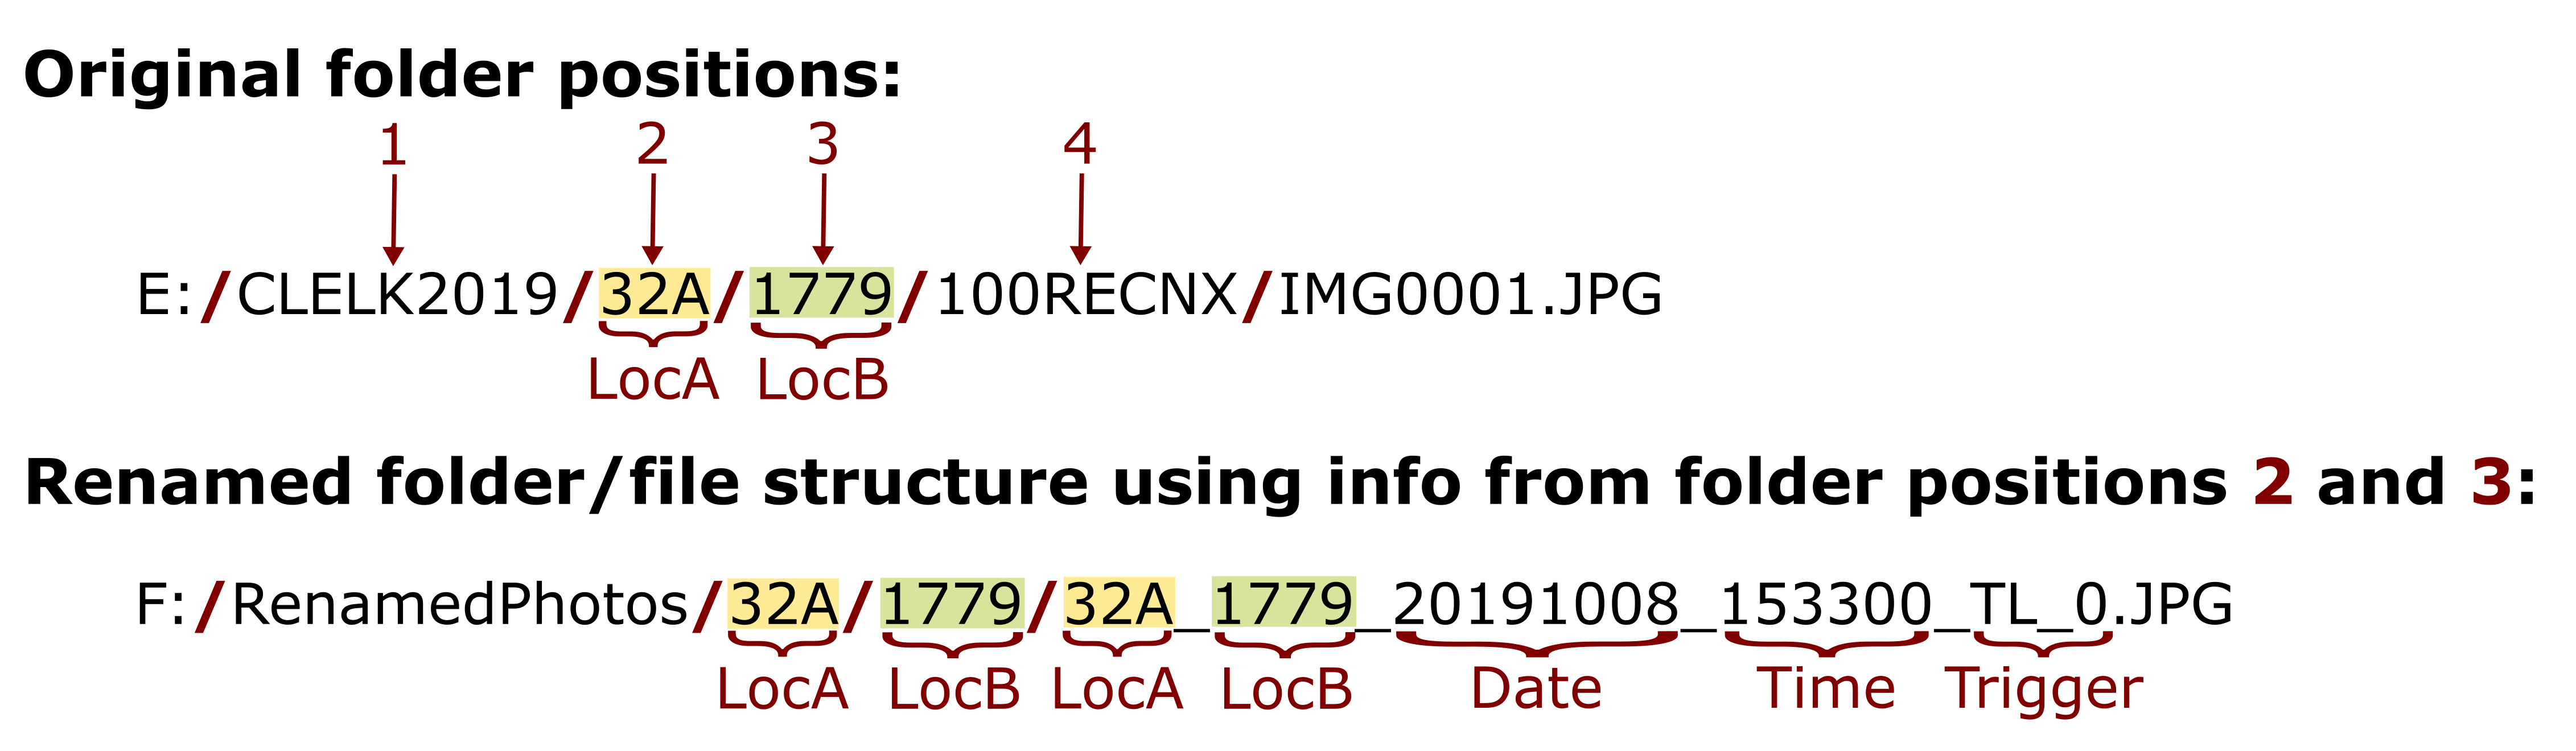 Original folder positions:
1 2 3 4
E:/CLELK2019/32A/1779/100RECNX/IMG0001.JPG
LocA LocB
Renamed folder/file structure using info from folder positions 2 and 3:
F:/RenamedPhotos/32A/1779/32A_1779_20191008_153300_TL_0.JPG
LocA LocB LocA LocB Date Time Trigger